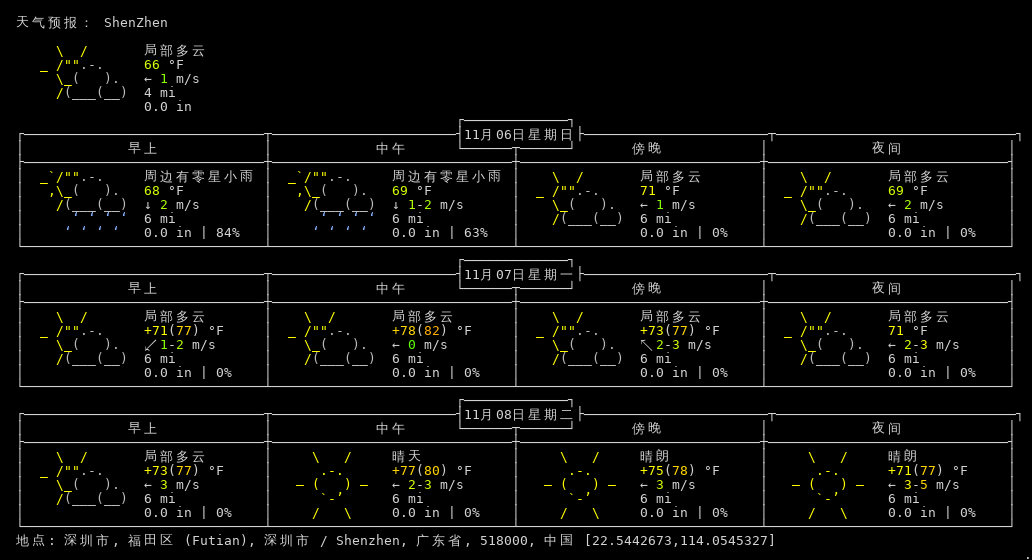 天气预报： ShenZhen
局部多云
66 °F
← 1 m/s
4 mi
0.0 in
11月06日星期日
早上 中午 傍晚 夜间
周边有零星小雨 周边有零星小雨 局部多云 局部多云
68 °F 69 °F 71 °F 69 °F
↓ 2 m/s ↓ 1-2 m/s ← 1 m/s ← 2 m/s
6 mi 6 mi 6 mi 6 mi
0.0 in | 84% 0.0 in | 63% 0.0 in | 0% 0.0 in | 0%
11月07日星期一
早上 中午 傍晚 夜间
局部多云 局部多云 局部多云 局部多云
+71(77) °F +78(82) °F +73(77) °F 71 °F
↙ 1-2 m/s ← 0 m/s ↖ 2-3 m/s ← 2-3 m/s
6 mi 6 mi 6 mi 6 mi
0.0 in | 0% 0.0 in | 0% 0.0 in | 0% 0.0 in | 0%
11月08日星期二
早上 中午 傍晚 夜间
局部多云 晴天 晴朗 晴朗
+73(77) °F +77(80) °F +75(78) °F +71(77) °F
← 3 m/s ← 2-3 m/s ← 3 m/s ← 3-5 m/s
6 mi 6 mi 6 mi 6 mi
0.0 in | 0% 0.0 in | 0% 0.0 in | 0% 0.0 in | 0%
地点: 深圳市, 福田区 (Futian), 深圳市 / Shenzhen, 广东省, 518000, 中国 [22.5442673,114.0545327]